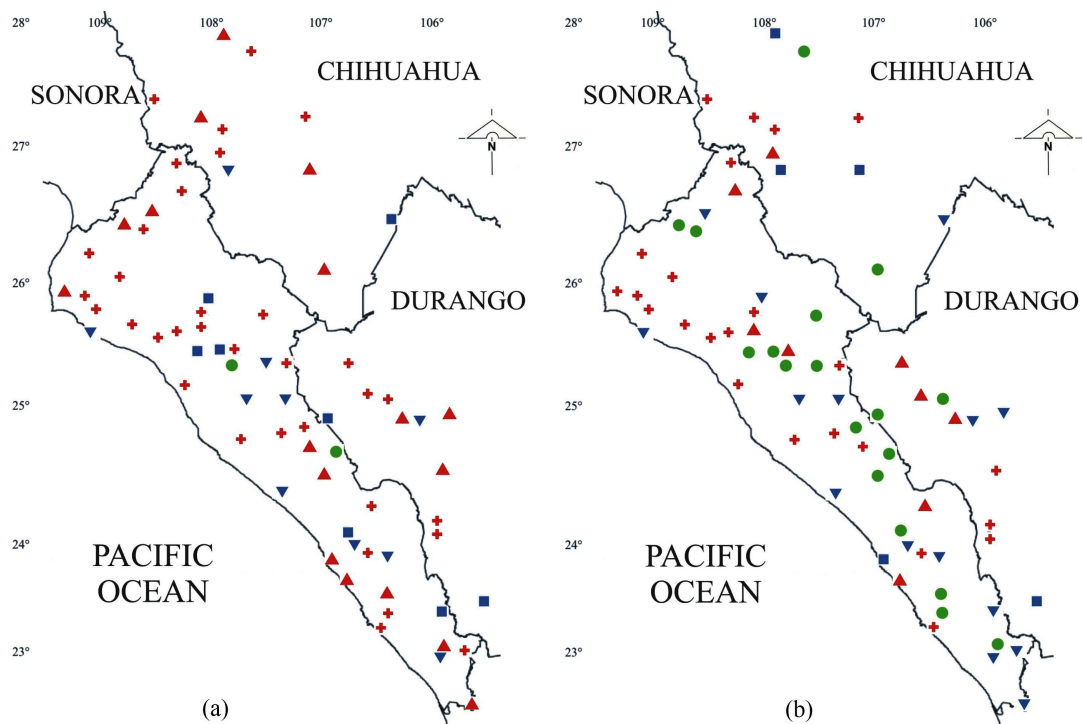 28° 109° 108° 107° 106°
CHIHUAHUA
SONORA
N
27°
26°
DURANGO
25°
24°
PACIFIC
OCEAN
23°
(a)
28° 109° 108° 107° 106°
CHIHUAHUA
SONORA
N
27°
26°
DURANGO
25°
24°
PACIFIC
OCEAN
23°
(b)